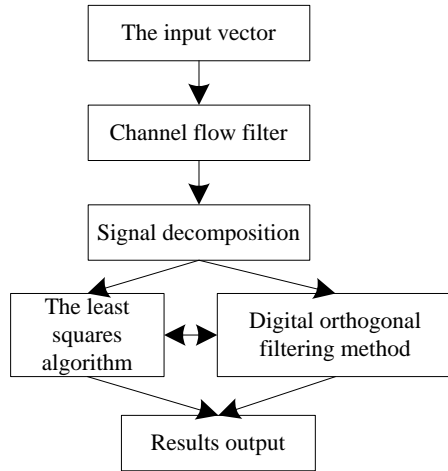 The input vector
Channel flow filter
Signal decomposition
The least
squares
algorithm
Digital orthogonal
filtering method
Results output